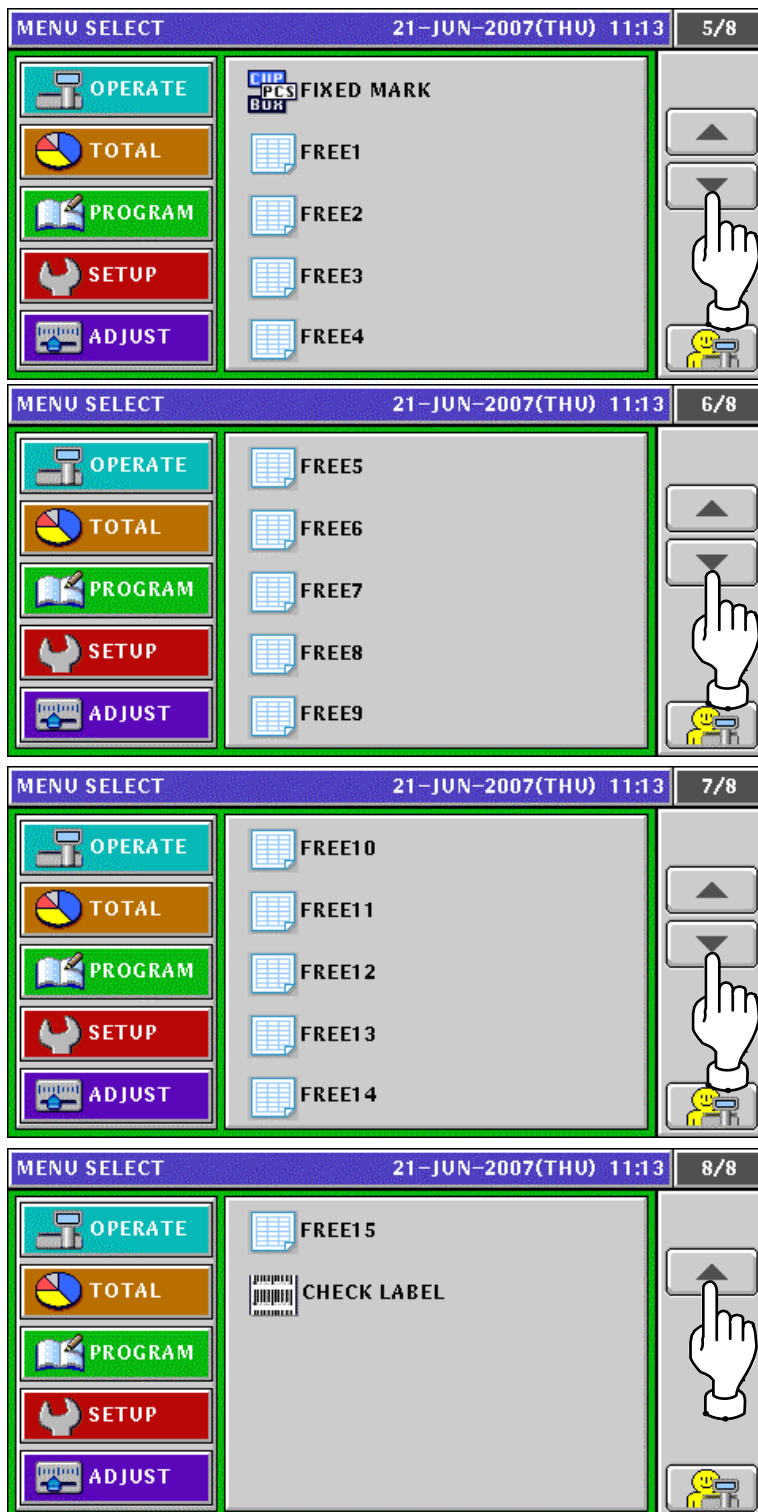 MENU SELECT 21-JUN-2007(THU) 11:13 5/8
OPERATE
TOTAL
PROGRAM
SETUP
ADJUST
CUP
PCS
BOX
FIXED MARK
FREE1
FREE2
FREE3
FREE4
MENU SELECT 21-JUN-2007(THU) 11:13 6/8
OPERATE
TOTAL
PROGRAM
SETUP
ADJUST
FREE5
FREE6
FREE7
FREE8
FREE9
MENU SELECT 21-JUN-2007(THU) 11:13 7/8
OPERATE
TOTAL
PROGRAM
SETUP
ADJUST
FREE10
FREE11
FREE12
FREE13
FREE14
MENU SELECT 21-JUN-2007(THU) 11:13 8/8
OPERATE
TOTAL
PROGRAM
SETUP
ADJUST
FREE15
CHECK LABEL